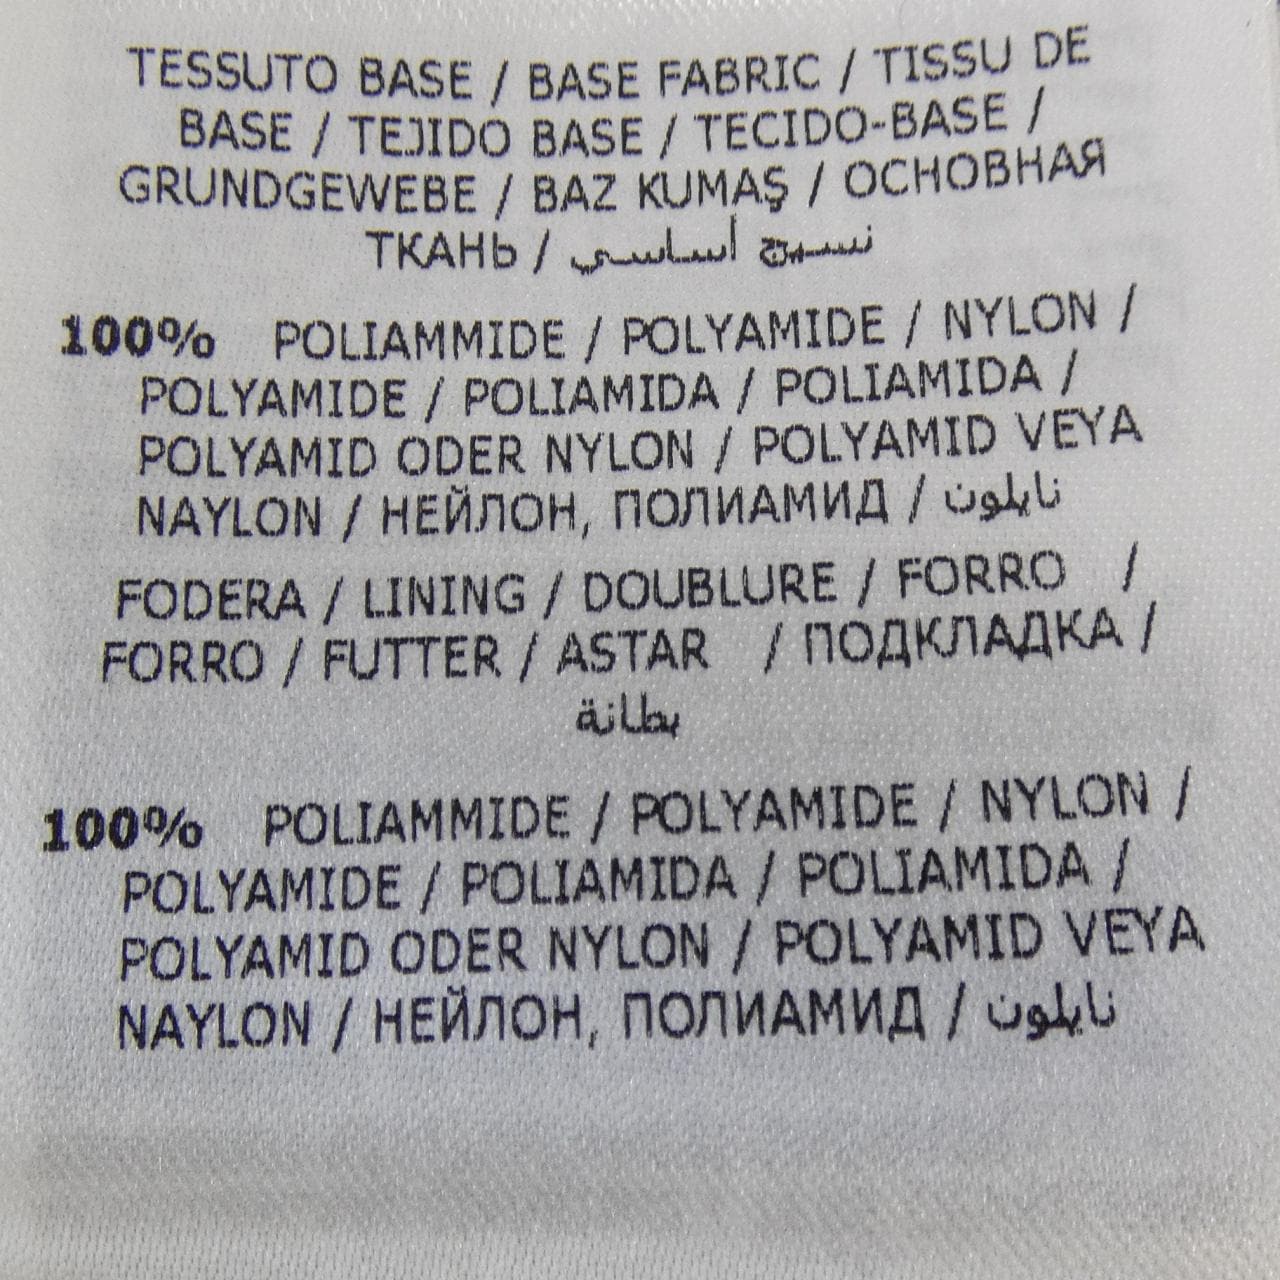 TESSUTO BASE / BASE FABRIC / TISSU DE
BASE / TEJIDO BASE / TECIDO-BASE /
GRUNDGEWEBE / BAZ KUMAŞ / ОСНОВНАЯ
ТКАНЬ / نسيج أساسي
100% POLIAMMIDE / POLYAMIDE / NYLON /
POLYAMIDE / POLIAMIDA / POLIAMIDA /
POLYAMID ODER NYLON / POLYAMID VEYA
NAYLON / НЕЙЛОН, ПОЛИАМИД / نايلون
FODERA / LINING / DOUBLURE / FORRO /
FORRO / FUTTER / ASTAR / ПОДКЛАДКА /
بطانة
100% POLIAMMIDE / POLYAMIDE / NYLON /
POLYAMIDE / POLIAMIDA / POLIAMIDA /
POLYAMID ODER NYLON / POLYAMID VEYA
NAYLON / НЕЙЛОН, ПОЛИАМИД / نايلون